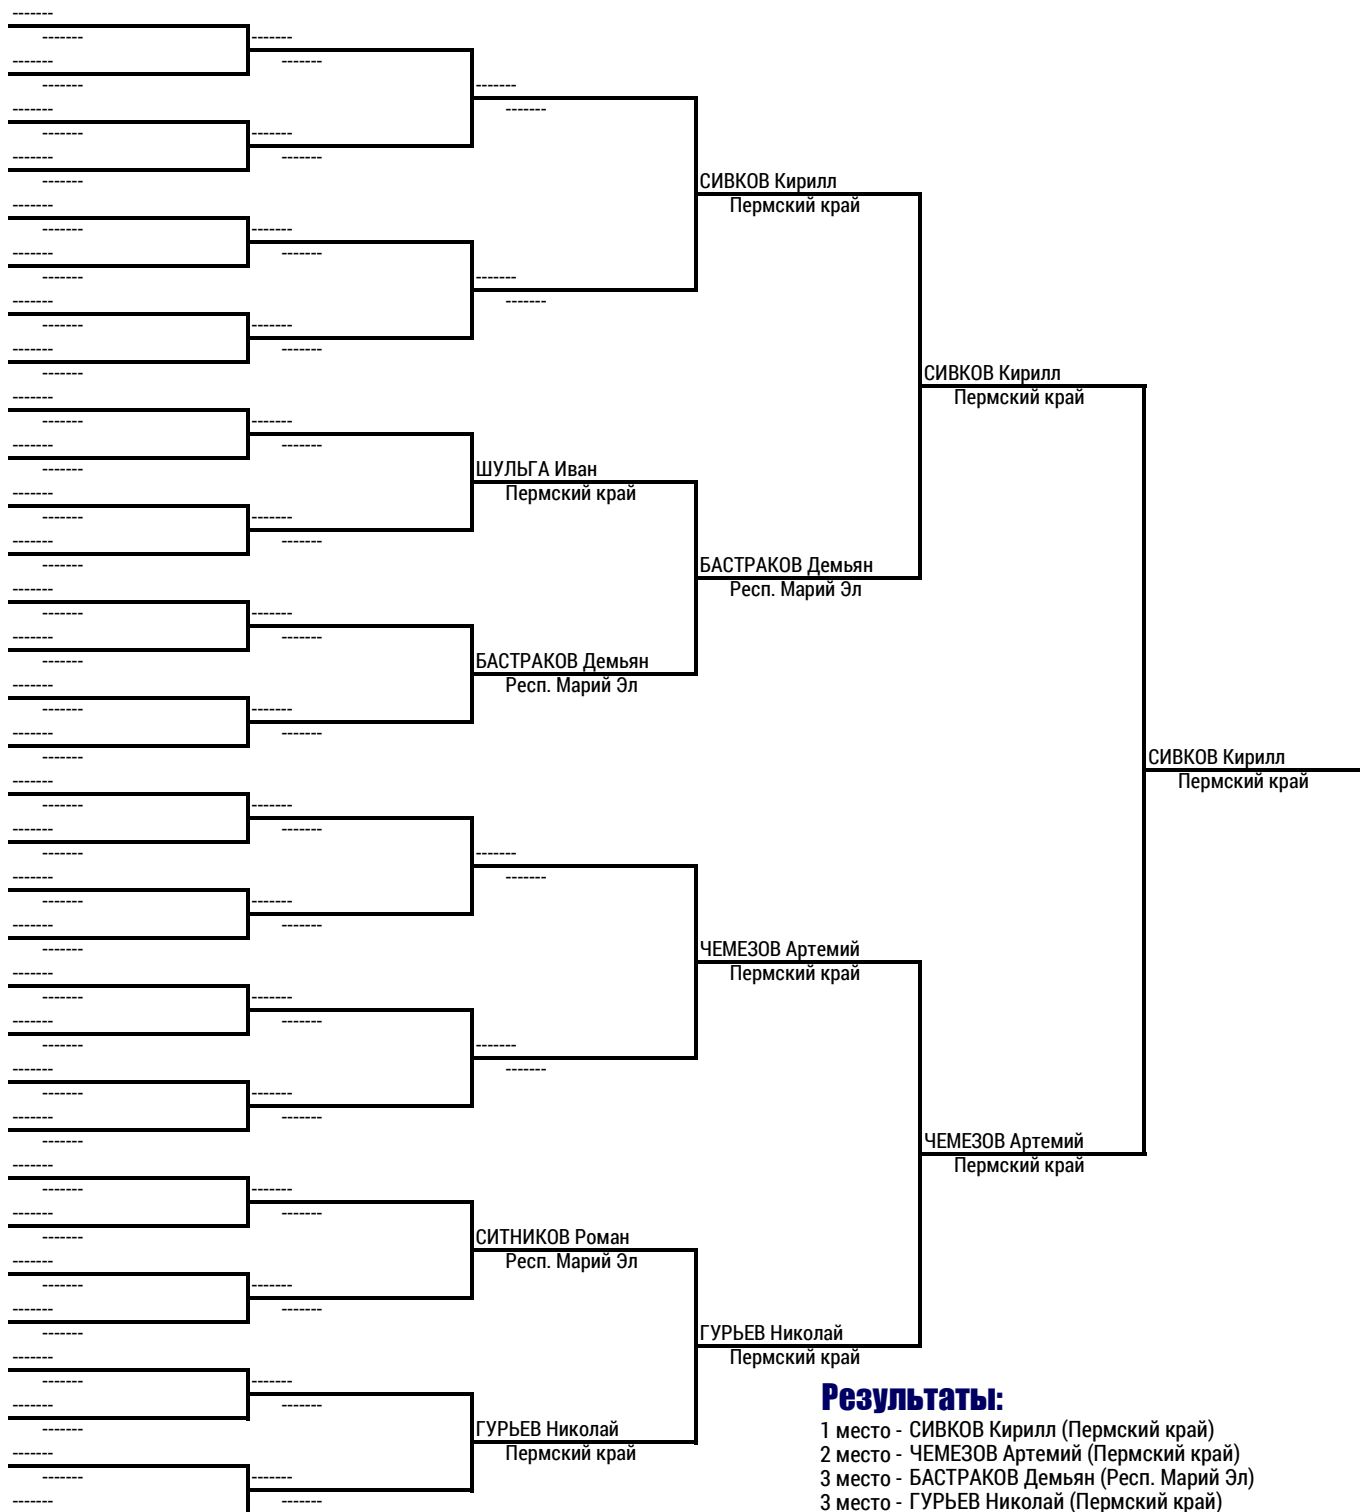 СИВКОВ Кирилл
Пермский край
СИВКОВ Кирилл
Пермский край
ШУЛЬГА Иван
Пермский край
БАСТРАКОВ Демьян
Респ. Марий Эл
БАСТРАКОВ Демьян
Респ. Марий Эл
СИВКОВ Кирилл
Пермский край
ЧЕМЕЗОВ Артемий
Пермский край
ЧЕМЕЗОВ Артемий
Пермский край
СИТНИКОВ Роман
Респ. Марий Эл
ГУРЬЕВ Николай
Пермский край
ГУРЬЕВ Николай
Пермский край
Результаты:
1 место - СИВКОВ Кирилл (Пермский край)
2 место - ЧЕМЕЗОВ Артемий (Пермский край)
3 место - БАСТРАКОВ Демьян (Респ. Марий Эл)
3 место - ГУРЬЕВ Николай (Пермский край)